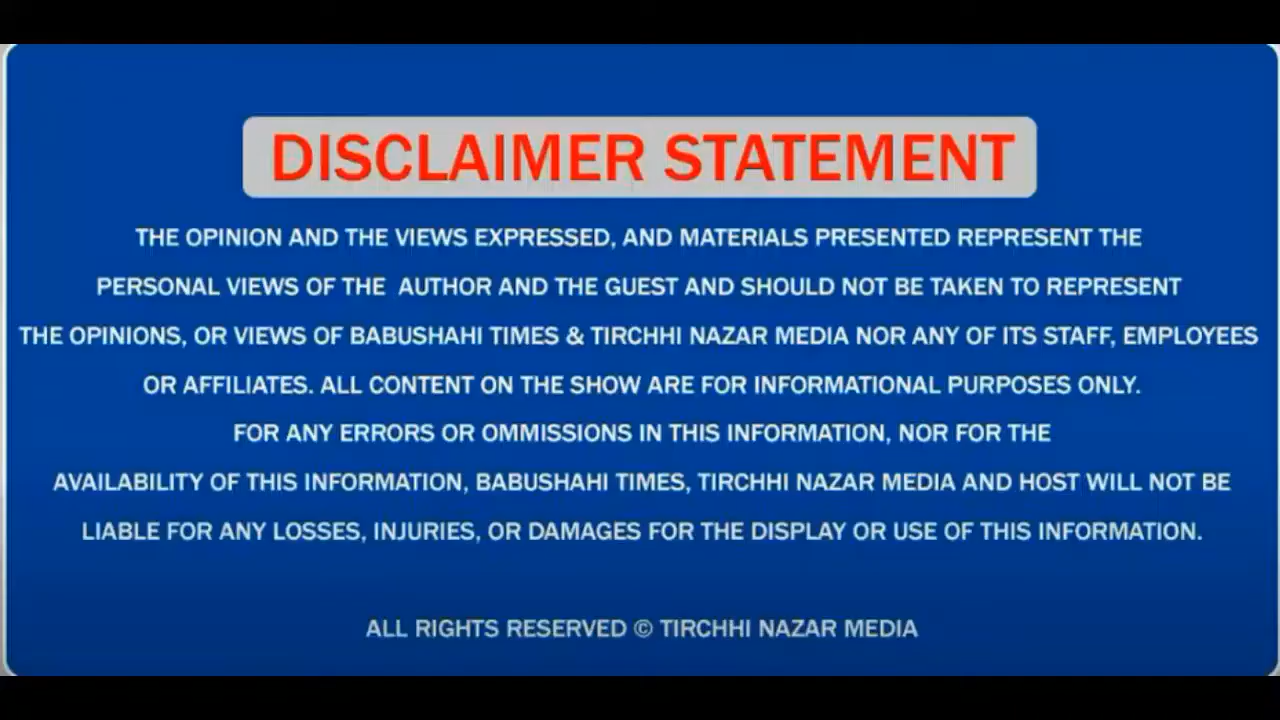 DISCLAIMER STATEMENT
THE OPINION AND THE VIEWS EXPRESSED, AND MATERIALS PRESENTED REPRESENT THE
PERSONAL VIEWS OF THE AUTHOR AND THE GUEST AND SHOULD NOT BE TAKEN TO REPRESENT
THE OPINIONS, OR VIEWS OF BABUSHAHI TIMES & TIRCHHI NAZAR MEDIA NOR ANY OF ITS STAFF, EMPLOYEES
OR AFFILIATES. ALL CONTENT ON THE SHOW ARE FOR INFORMATIONAL PURPOSES ONLY.
FOR ANY ERRORS OR OMMISSIONS IN THIS INFORMATION, NOR FOR THE
AVAILABILITY OF THIS INFORMATION, BABUSHAHI TIMES, TIRCHHI NAZAR MEDIA AND HOST WILL NOT BE
LIABLE FOR ANY LOSSES, INJURIES, OR DAMAGES FOR THE DISPLAY OR USE OF THIS INFORMATION.
ALL RIGHTS RESERVED © TIRCHHI NAZAR MEDIA